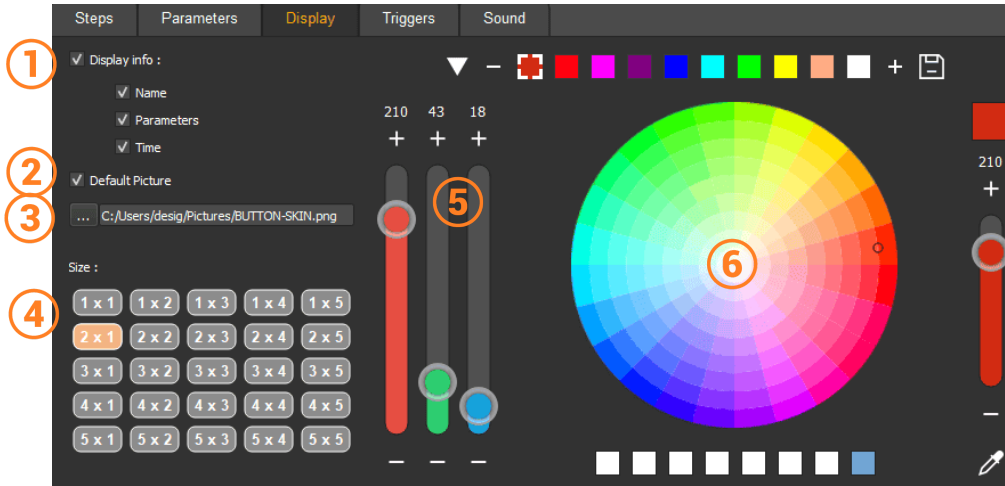 Steps Parameters Display Triggers Sound
1
Display info :
Name
Parameters
Time
2
Default Picture
3
... C:/Users/desig/Pictures/BUTTON-SKIN.png
Size :
4
1 x 1 1 x 2 1 x 3 1 x 4 1 x 5
2 x 1 2 x 2 2 x 3 2 x 4 2 x 5
3 x 1 3 x 2 3 x 3 3 x 4 3 x 5
4 x 1 4 x 2 4 x 3 4 x 4 4 x 5
5 x 1 5 x 2 5 x 3 5 x 4 5 x 5
− +
210 43 18
+ + +
5
− − −
6
210
+
−